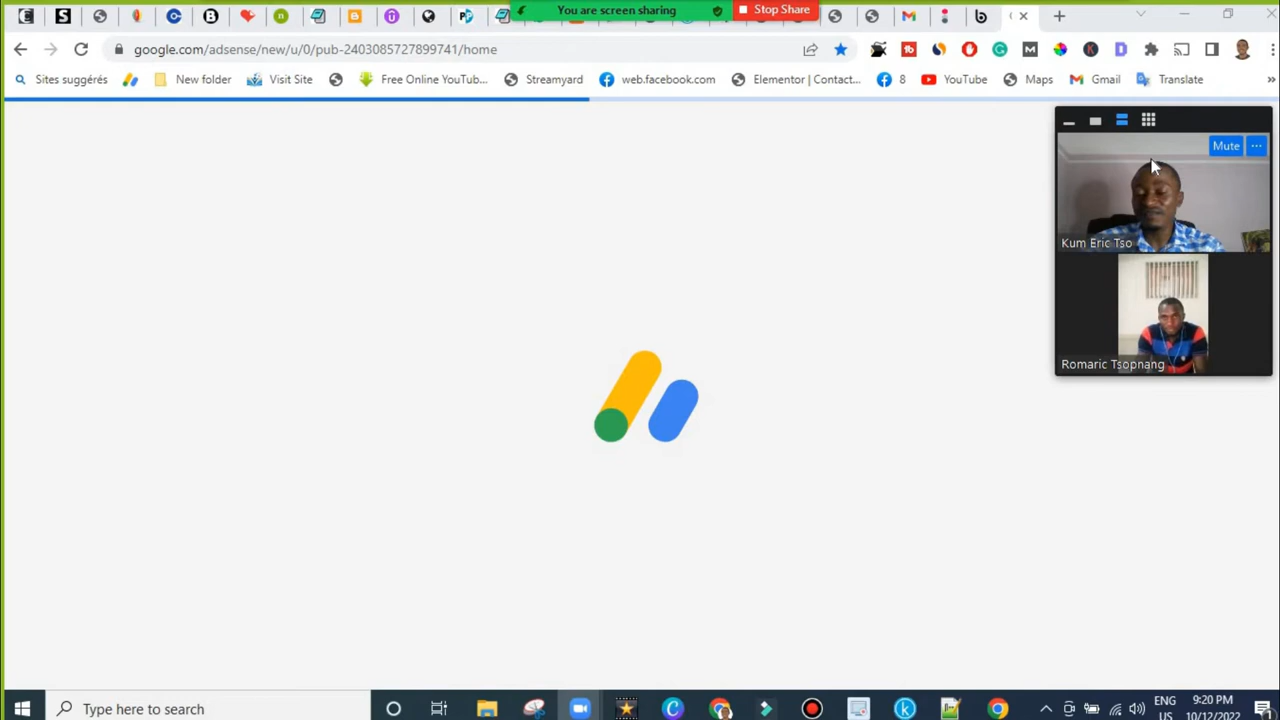 You are screen sharing
Stop Share
google.com/adsense/new/u/0/pub-2403085727899741/home
Sites suggérés New folder Visit Site Free Online YouTub... Streamyard web.facebook.com Elementor | Contact... 8 YouTube Maps Gmail Translate »
Mute ...
Kum Eric Tso
Romaric Tsopnang
Type here to search
ENG
US
9:20 PM
10/12/2022